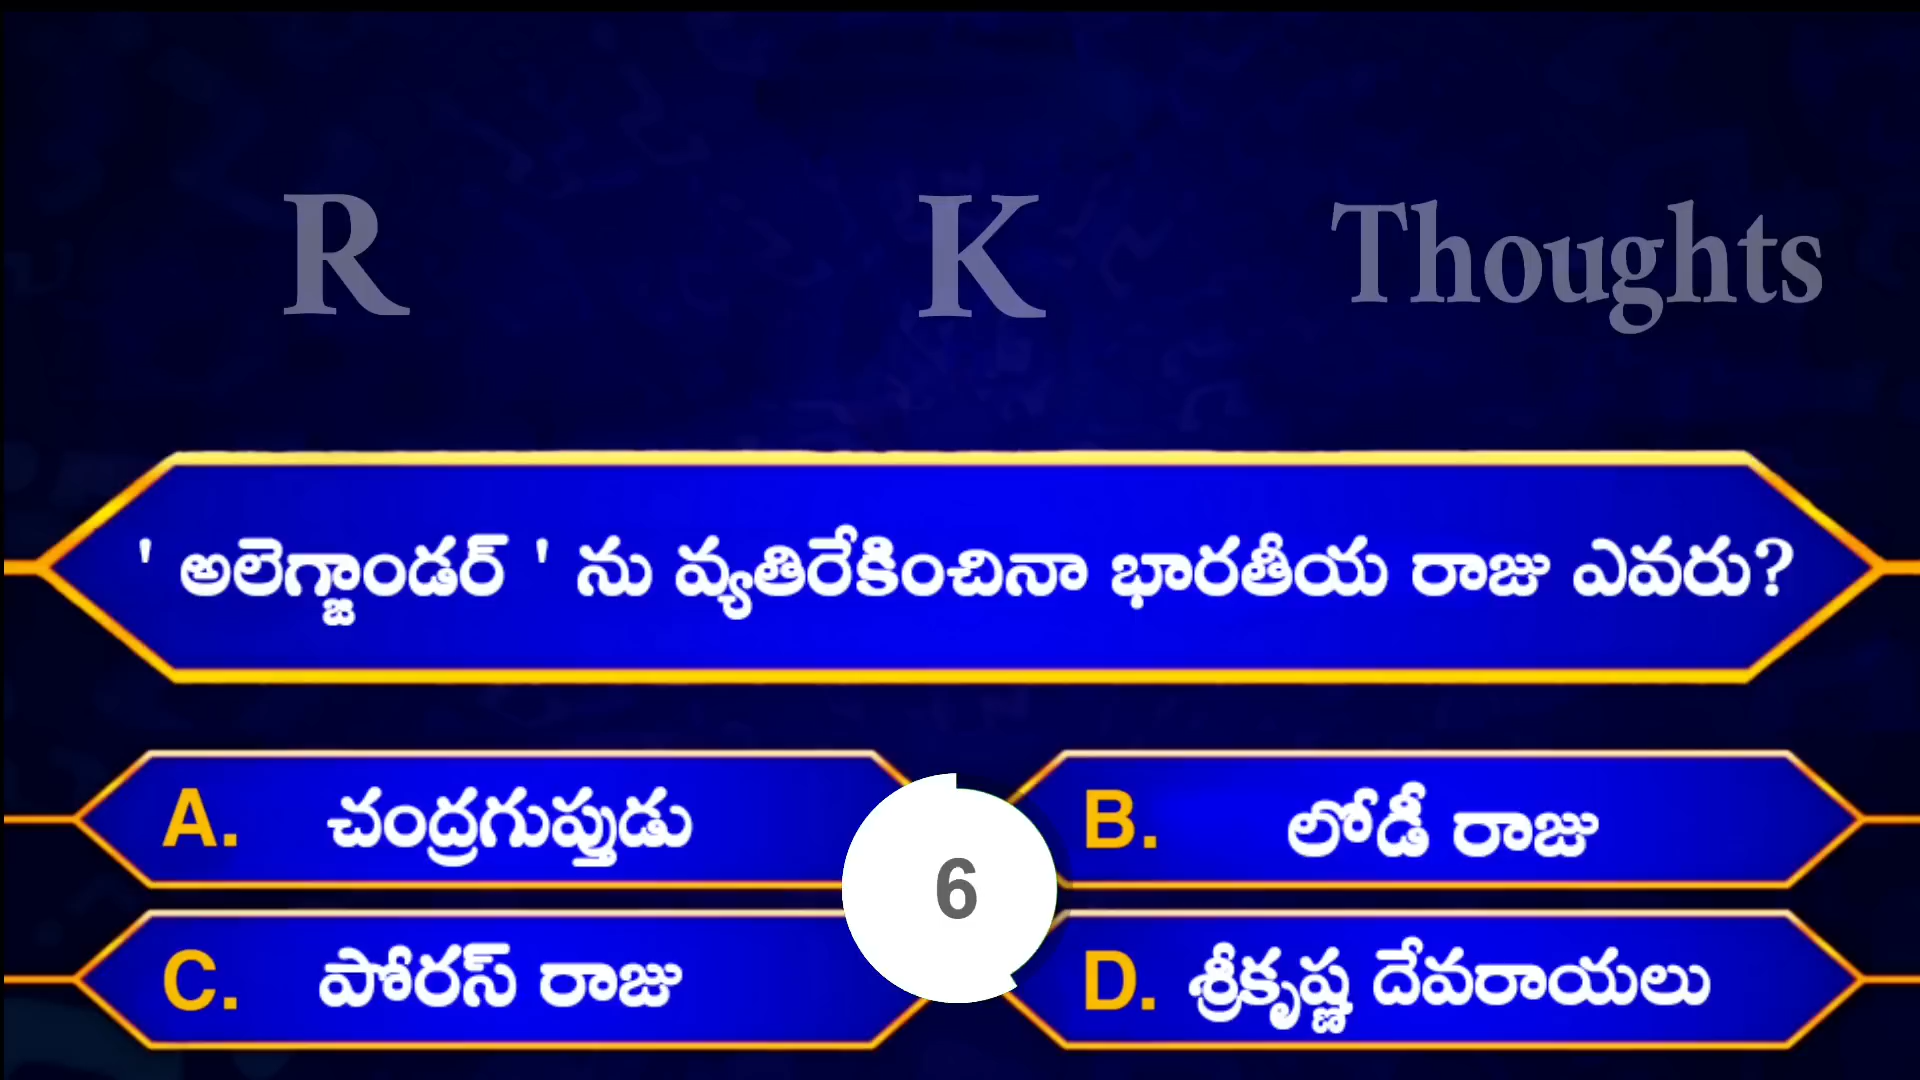 R K Thoughts
' అలెగ్జాండర్ ' ను వ్యతిరేకించినా భారతీయ రాజు ఎవరు?
A. చంద్రగుప్తుడు
B. లోడీ రాజు
6
C. పోరస్ రాజు
D. శ్రీకృష్ణ దేవరాయలు